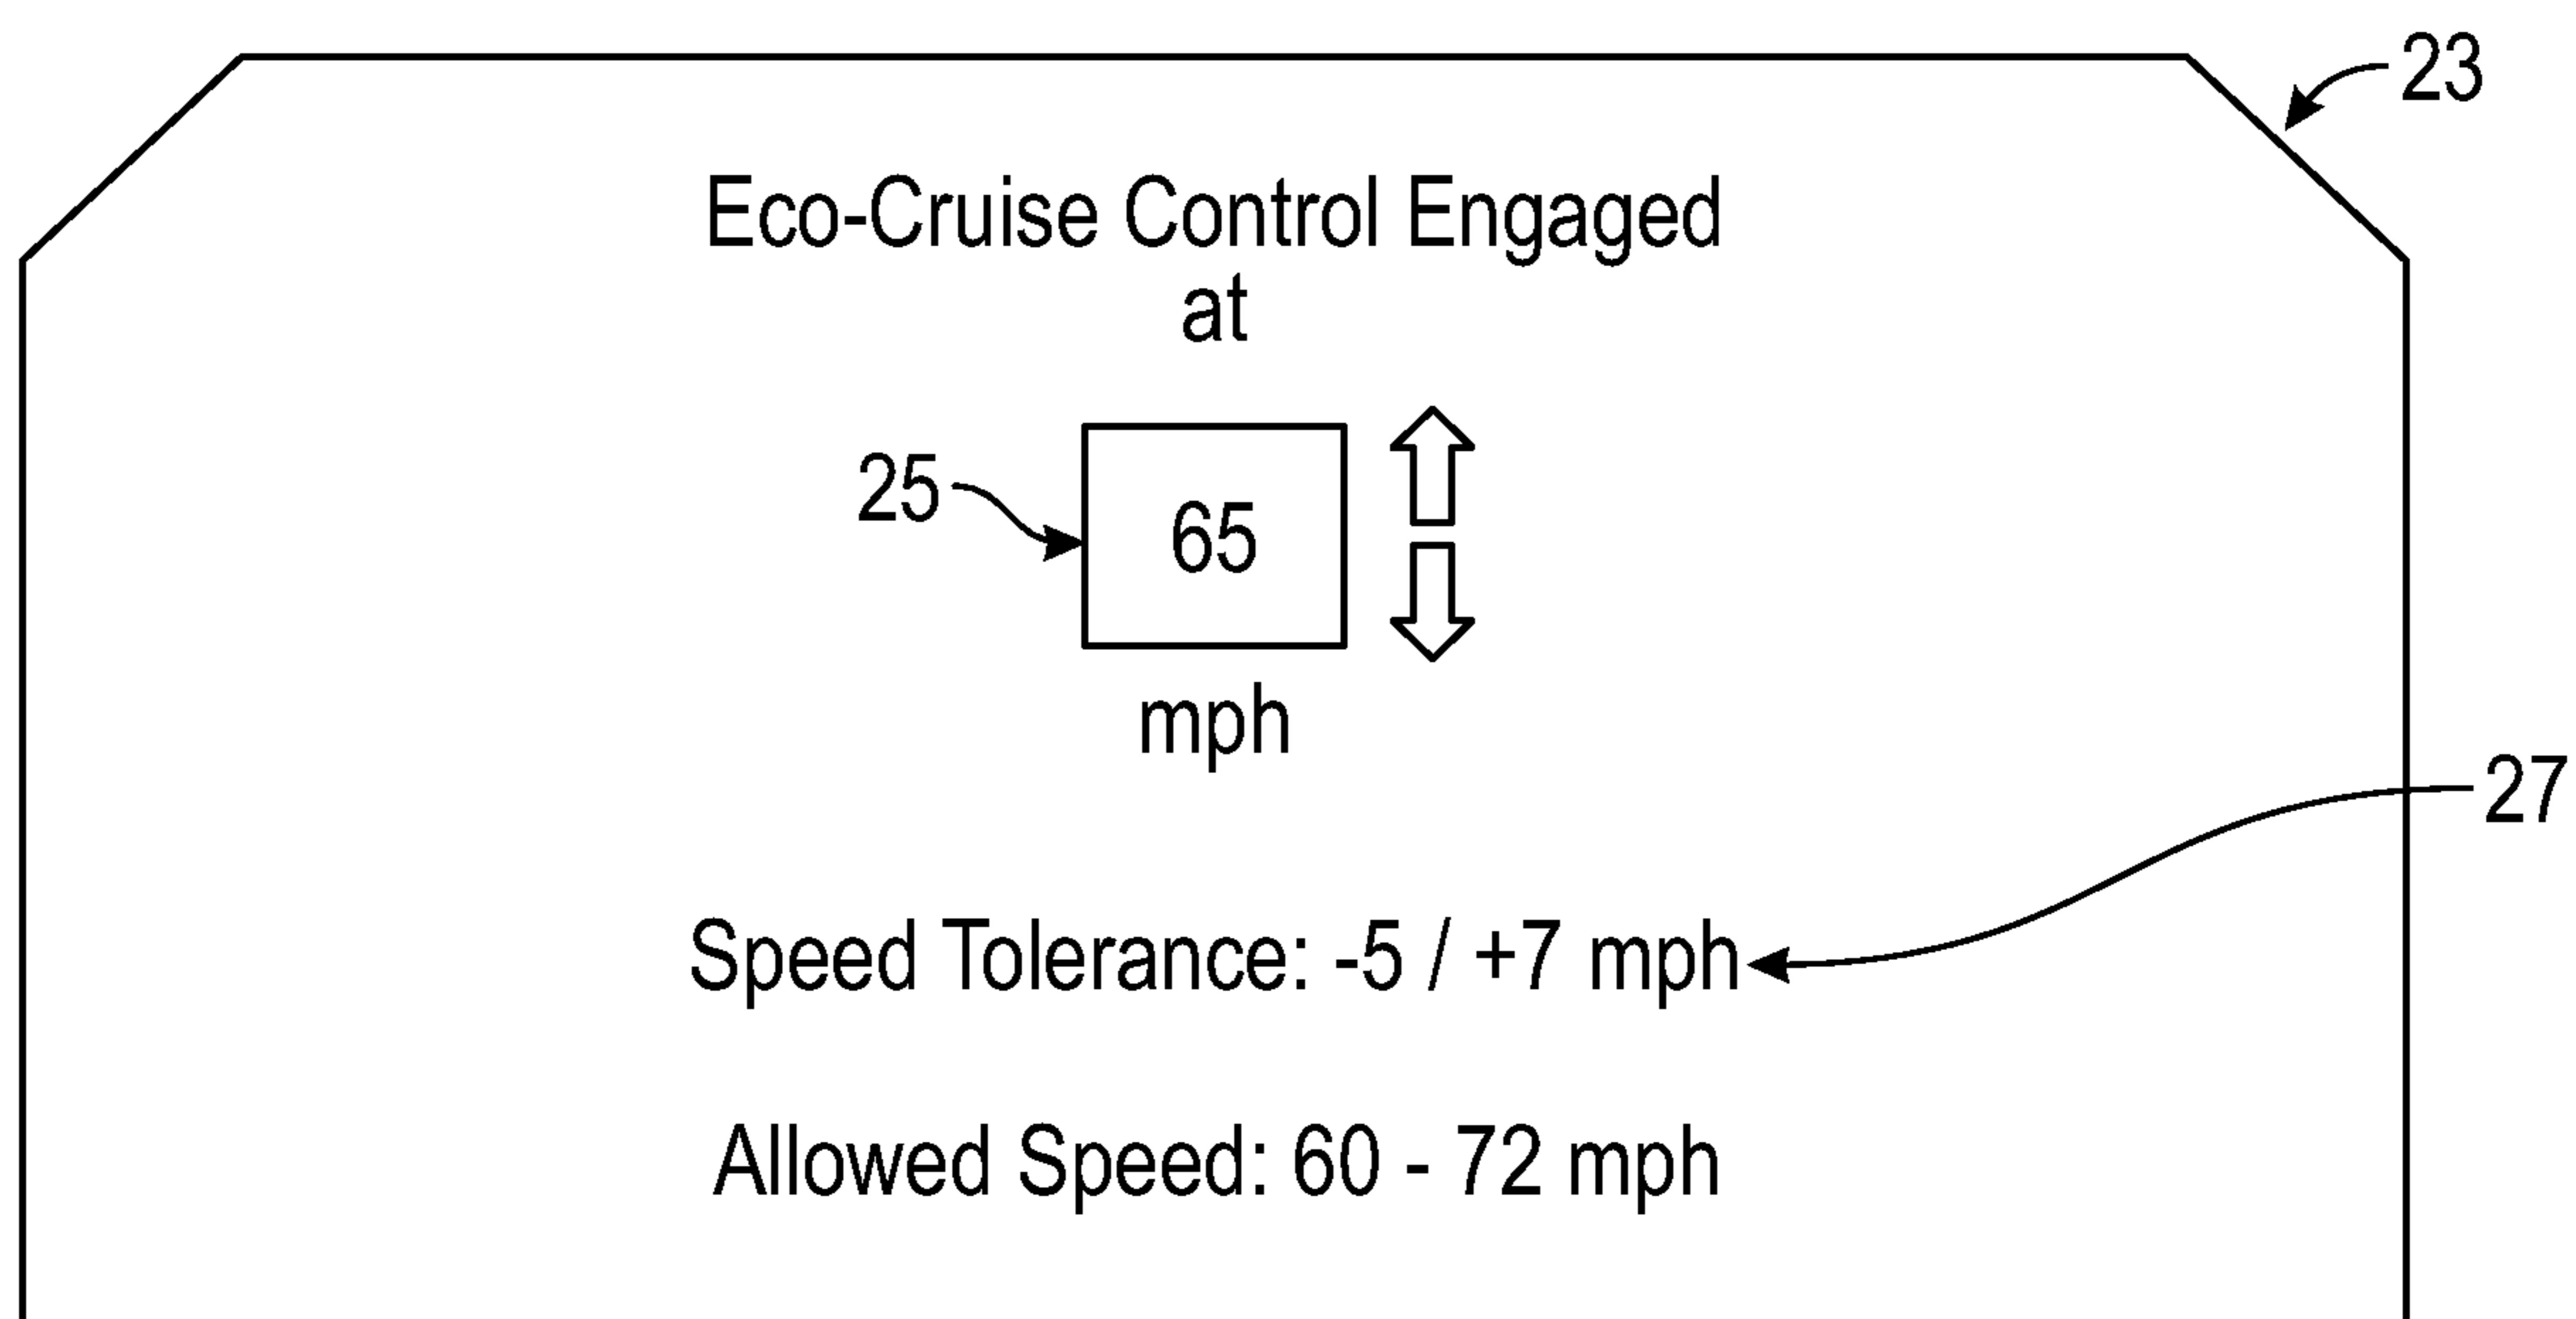 23
Eco-Cruise Control Engaged
at
25
65
mph
27
Speed Tolerance: -5 / +7 mph
Allowed Speed: 60 - 72 mph